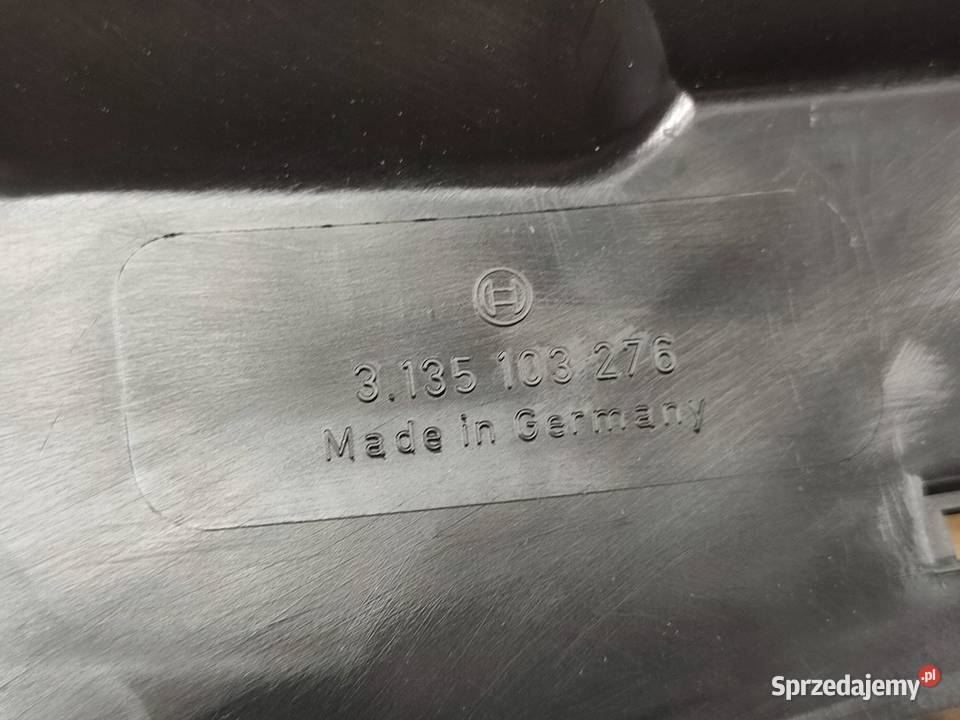 3.135 103 276
Made in Germany
Sprzedajemy.pl